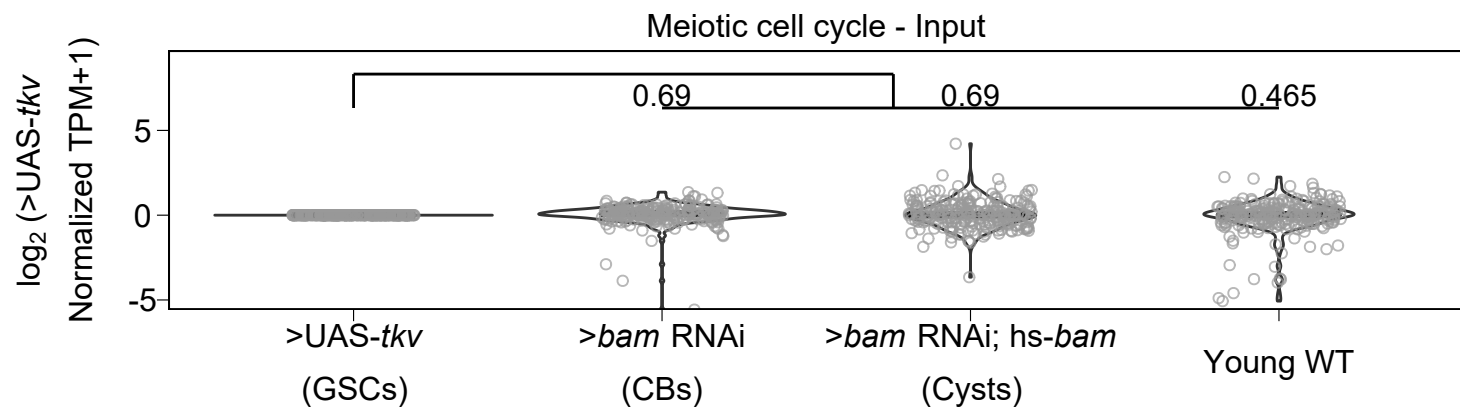 Meiotic cell cycle - Input
log₂ (>UAS-tkv
Normalized TPM+1)
0.69 0.69 0.465
5
0
-5
>UAS-tkv >bam RNAi >bam RNAi; hs-bam Young WT
(GSCs) (CBs) (Cysts)